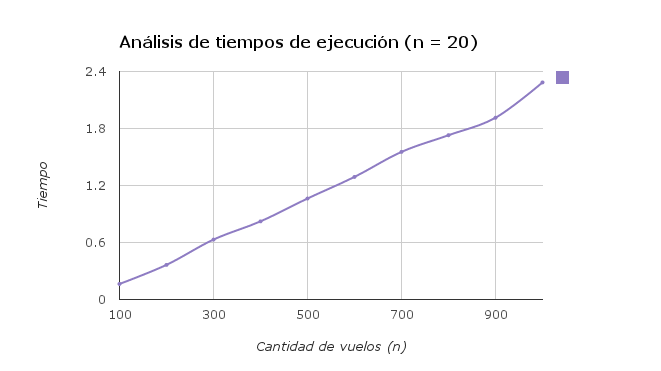 Análisis de tiempos de ejecución (n = 20)
2.4
1.8
1.2
0.6
0
Tiempo
100 300 500 700 900
Cantidad de vuelos (n)